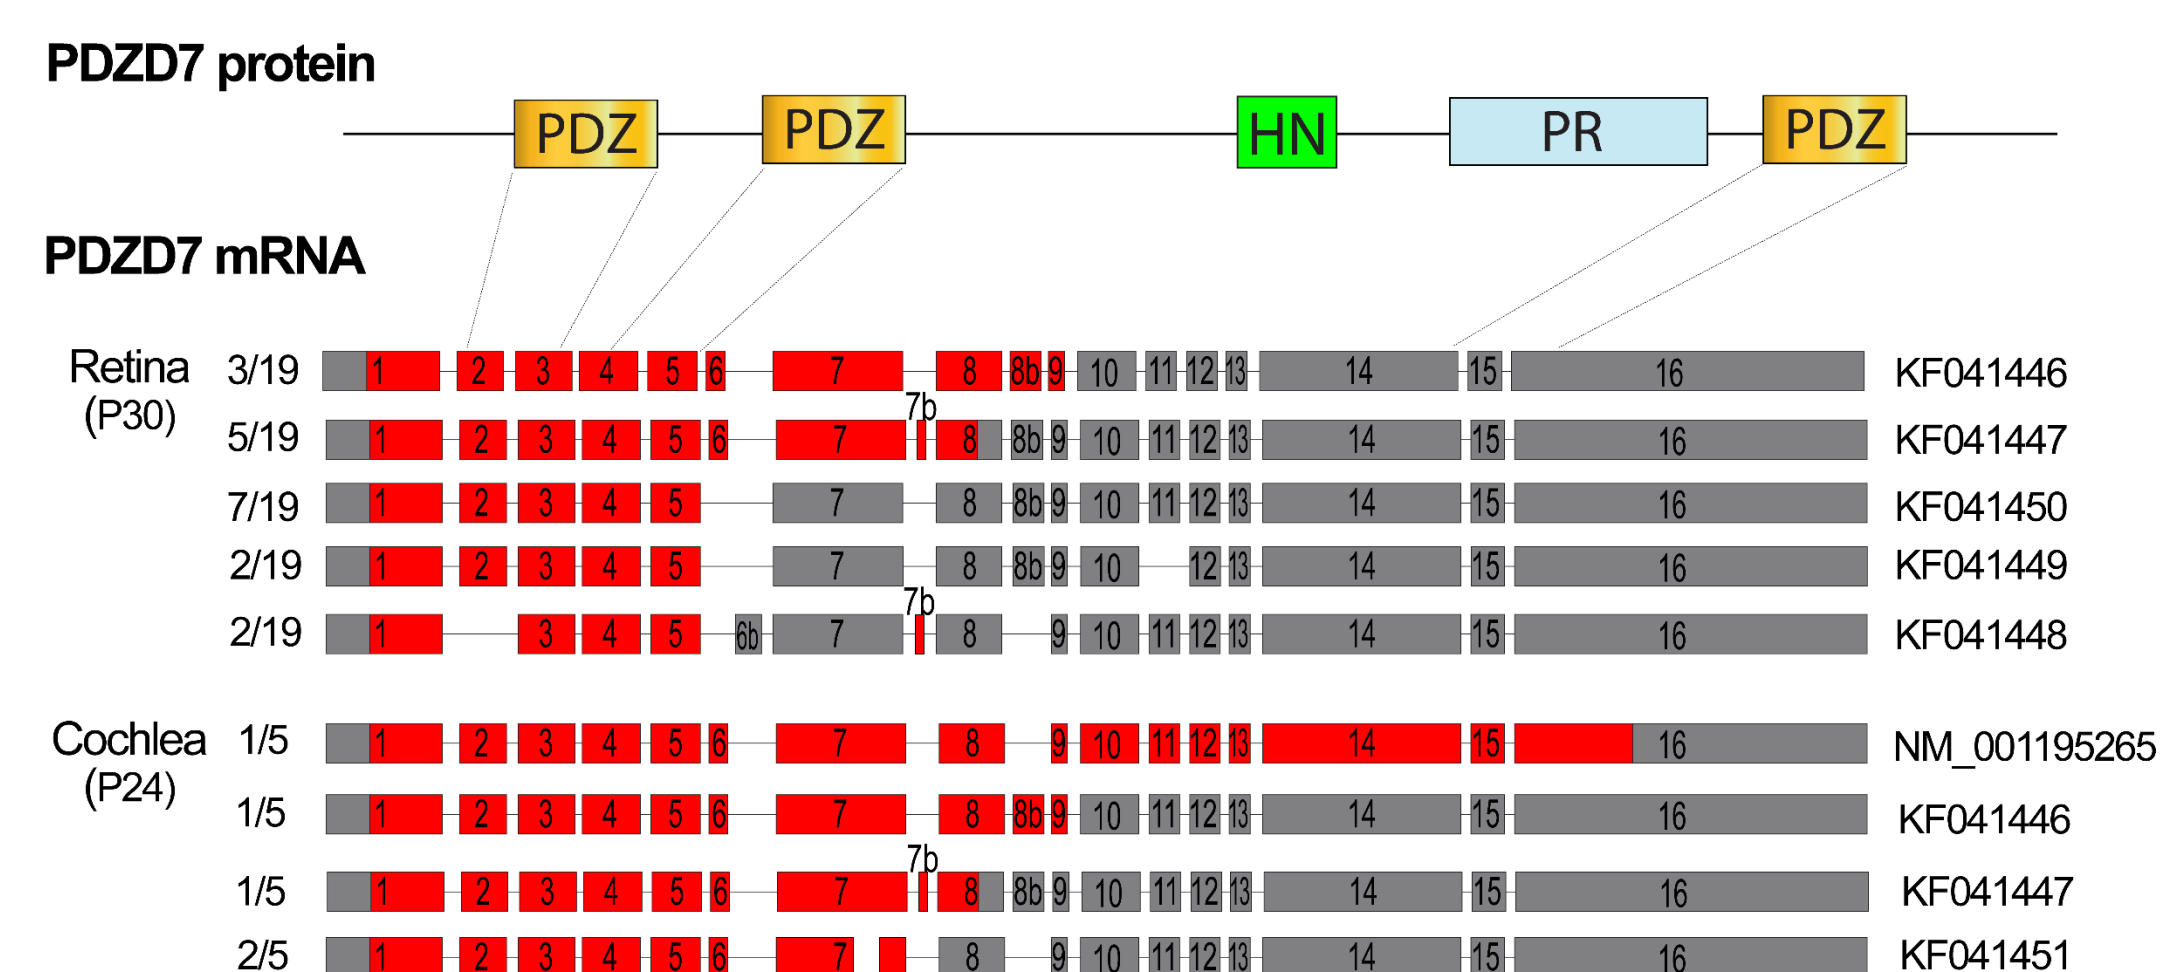 PDZD7 protein
PDZ PDZ HN PR PDZ
PDZD7 mRNA
Retina 3/19 1 2 3 4 5 6 7 8 8b 9 10 11 12 13 14 15 16 KF041446
(P30)
7b
5/19 1 2 3 4 5 6 7 8 8b 9 10 11 12 13 14 15 16 KF041447
7/19 1 2 3 4 5 7 8 8b 9 10 11 12 13 14 15 16 KF041450
2/19 1 2 3 4 5 7 8 8b 9 10 12 13 14 15 16 KF041449
7b
2/19 1 3 4 5 6b 7 8 9 10 11 12 13 14 15 16 KF041448
Cochlea 1/5 1 2 3 4 5 6 7 8 9 10 11 12 13 14 15 16 NM_001195265
(P24)
1/5 1 2 3 4 5 6 7 8 8b 9 10 11 12 13 14 15 16 KF041446
7b
1/5 1 2 3 4 5 6 7 8 8b 9 10 11 12 13 14 15 16 KF041447
2/5 1 2 3 4 5 6 7 8 9 10 11 12 13 14 15 16 KF041451